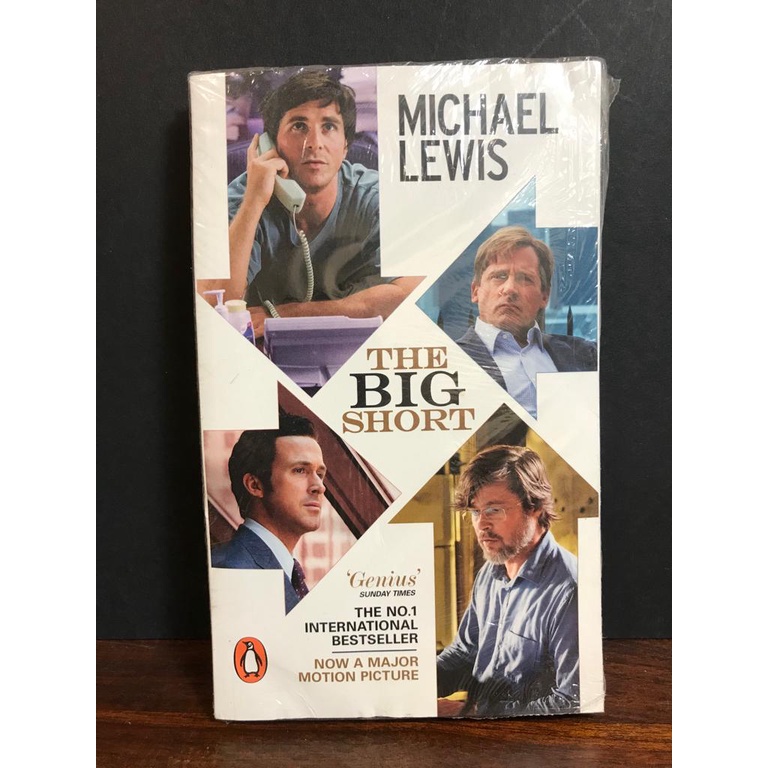 MICHAEL
LEWIS
THE
BIG
SHORT
‘Genius’
SUNDAY TIMES
THE NO.1
INTERNATIONAL
BESTSELLER
NOW A MAJOR
MOTION PICTURE